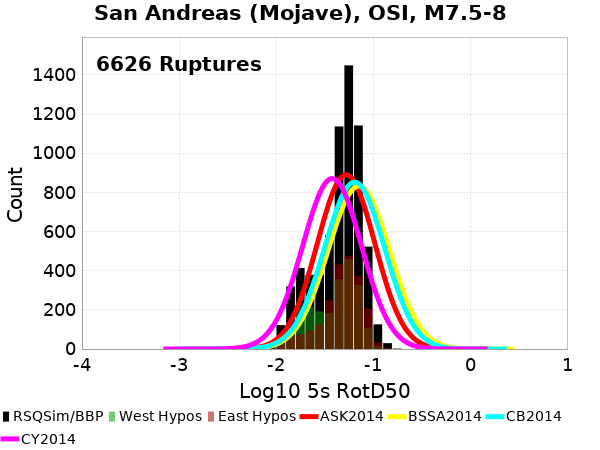 San Andreas (Mojave), OSI, M7.5-8
6626 Ruptures
Count
1400
1200
1000
800
600
400
200
0
-4 -3 -2 -1 0 1
Log10 5s RotD50
RSQSim/BBP West Hypos East Hypos ASK2014 BSSA2014 CB2014
CY2014